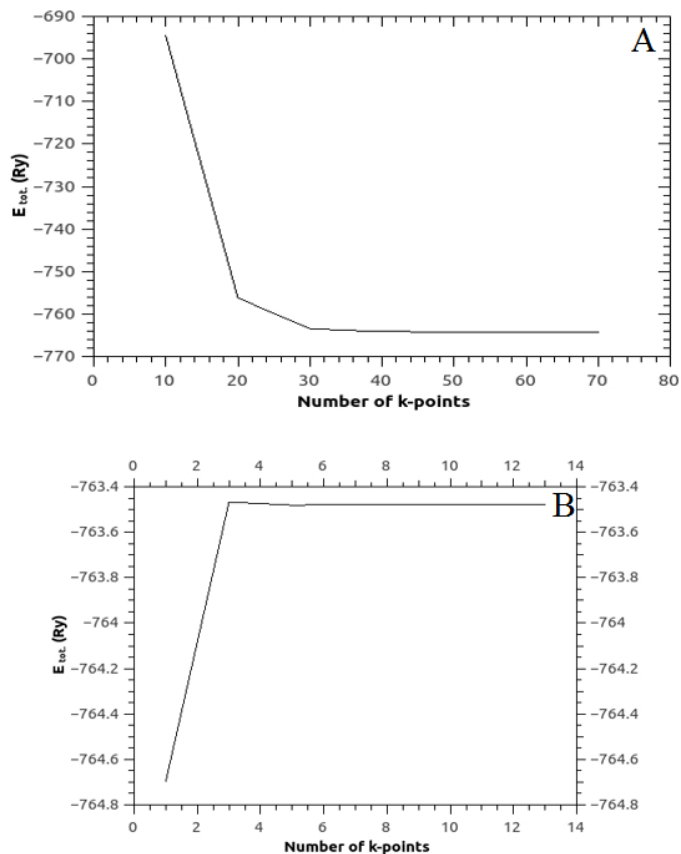 A
−690
−700
−710
−720
−730
−740
−750
−760
−770
E tot. (Ry)
0 10 20 30 40 50 60 70 80
Number of k-points
0 2 4 6 8 10 12 14
B
−763.4 −763.4
−763.6 −763.6
−763.8 −763.8
−764 −764
−764.2 −764.2
−764.4 −764.4
−764.6 −764.6
−764.8 −764.8
E tot. (Ry)
0 2 4 6 8 10 12 14
Number of k-points